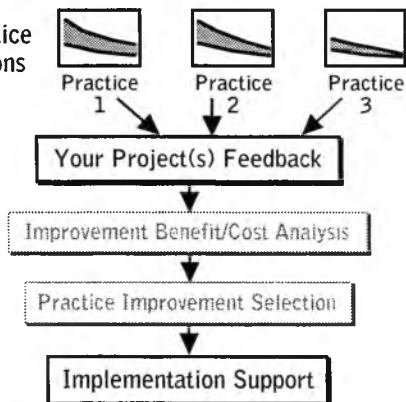 tice
ons
Practice 1
Practice 2
Practice 3
Your Project(s) Feedback
Improvement Benefit/Cost Analysis
Practice Improvement Selection
Implementation Support